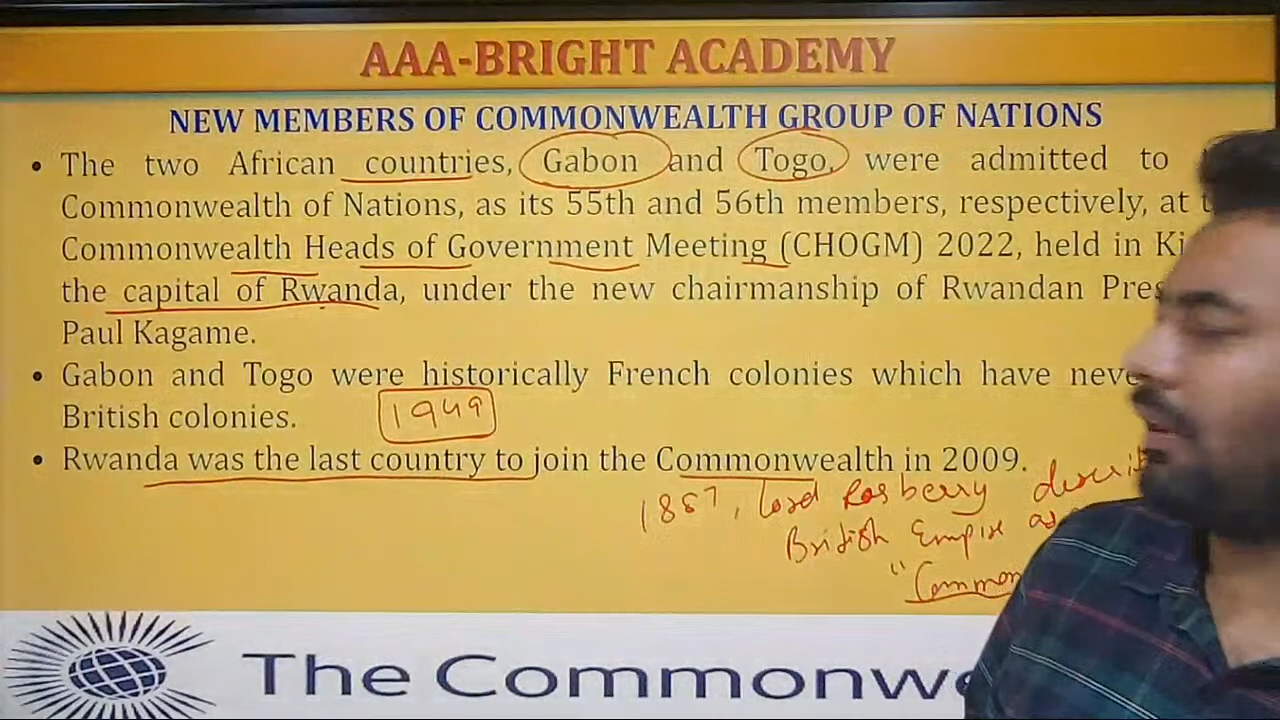 AAA-BRIGHT ACADEMY
NEW MEMBERS OF COMMONWEALTH GROUP OF NATIONS
• The two African countries, Gabon and Togo, were admitted to
Commonwealth of Nations, as its 55th and 56th members, respectively, at
Commonwealth Heads of Government Meeting (CHOGM) 2022, held in
the capital of Rwanda, under the new chairmanship of Rwandan
Paul Kagame.
• Gabon and Togo were historically French colonies which have
British colonies.
1949
• Rwanda was the last country to join the Commonwealth in 2009.
1887, Lord Rosberry
British Empire as
The